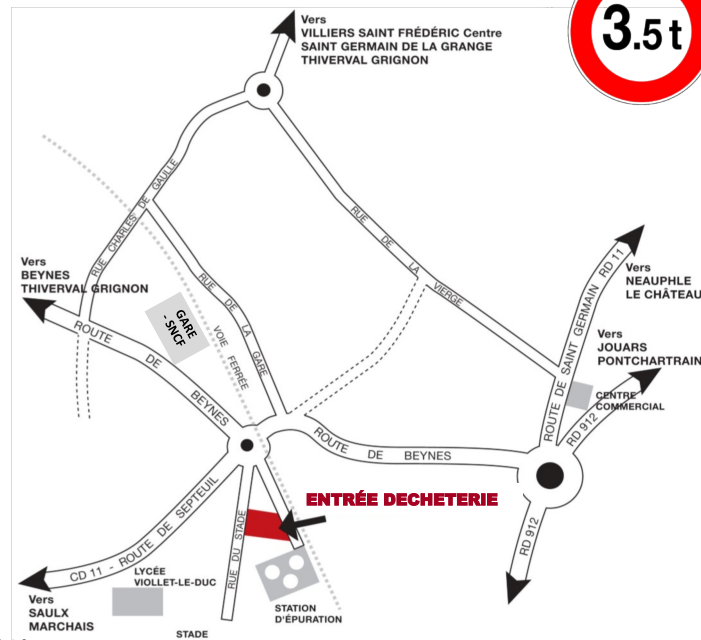 Vers
VILLIERS SAINT FRÉDÉRIC Centre
SAINT GERMAIN DE LA GRANGE
THIVERVAL GRIGNON
3.5 t
RUE CHARLES DE GAULLE
RUE DE LA VIERGE
Vers
BEYNES
THIVERVAL GRIGNON
RUE DE LA GARE
GARE
- SNCF
VOIE FERRÉE
ROUTE DE BEYNES
Vers
NEAUPHLE
LE CHÂTEAU
ROUTE DE SAINT GERMAIN RD 11
Vers
JOUARS
PONTCHARTRAIN
CENTRE
COMMERCIAL
RD 912
ROUTE DE BEYNES
ENTRÉE DECHETERIE
RD 912
CD 11 - ROUTE DE SEPTEUIL
RUE DU STADE
LYCÉE
VIOLLET-LE-DUC
Vers
SAULX
MARCHAIS
STATION
D'ÉPURATION
STADE